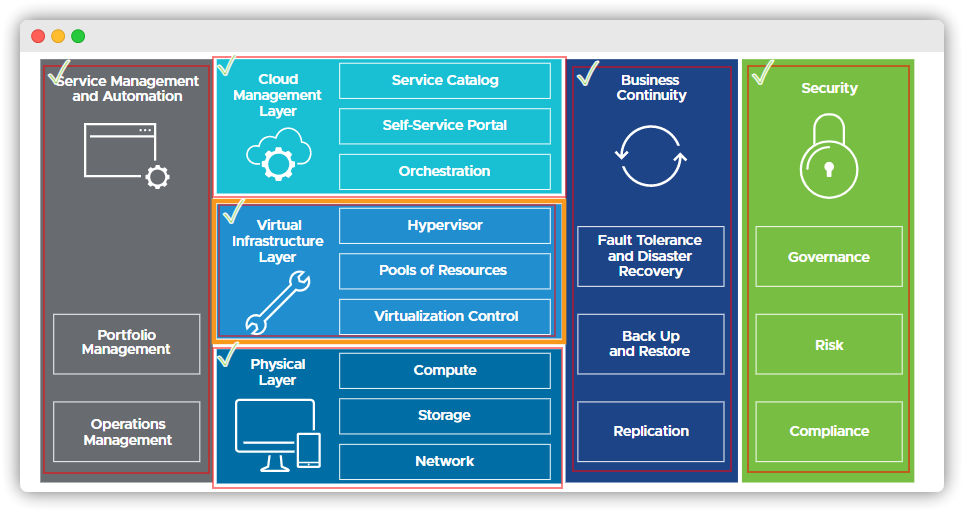 Service Management
and Automation
Portfolio
Management
Operations
Management
Cloud
Management
Layer
Service Catalog
Self-Service Portal
Orchestration
Virtual
Infrastructure
Layer
Hypervisor
Pools of Resources
Virtualization Control
Physical
Layer
Compute
Storage
Network
Business
Continuity
Fault Tolerance
and Disaster
Recovery
Back Up
and Restore
Replication
Security
Governance
Risk
Compliance